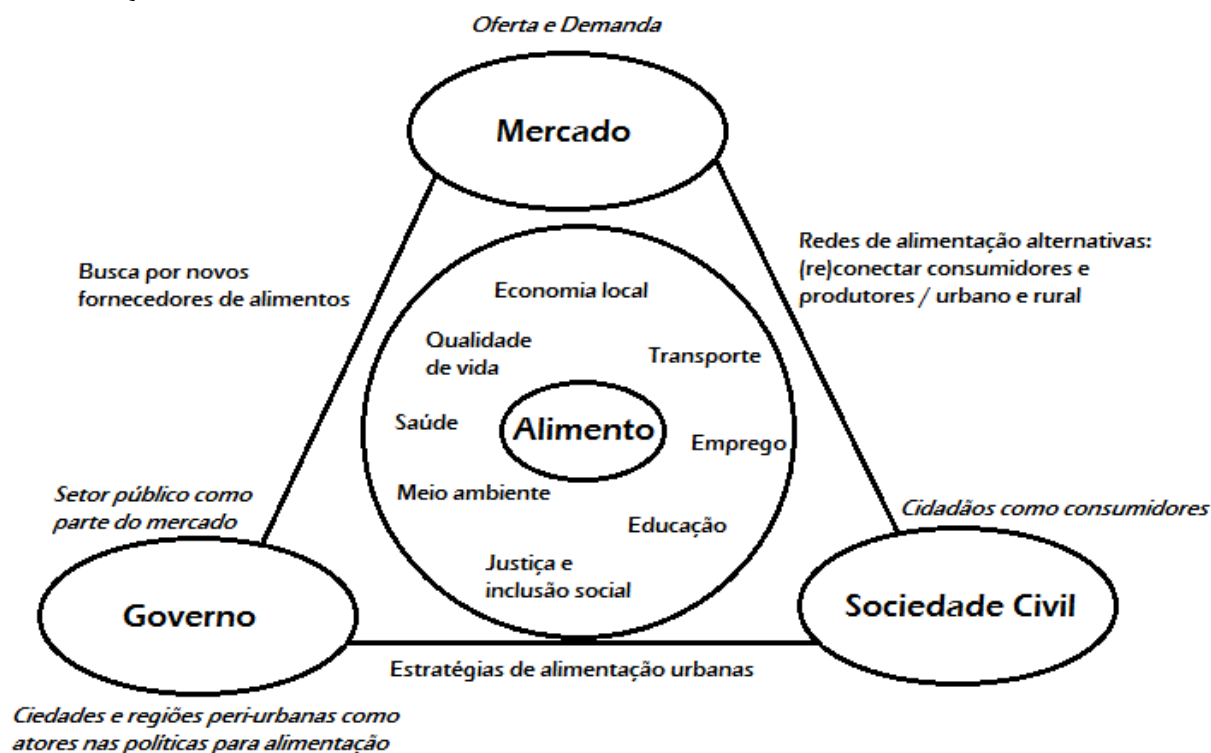 Oferta e Demanda
Mercado
Busca por novos
fornecedores de alimentos
Redes de alimentação alternativas:
(re)conectar consumidores e
produtores / urbano e rural
Economia local
Qualidade
de vida
Transporte
Saúde
Alimento
Emprego
Meio ambiente
Educação
Justiça e
inclusão social
Setor público como
parte do mercado
Governo
Cidadãos como consumidores
Sociedade Civil
Estratégias de alimentação urbanas
Ciedades e regiões peri-urbanas como
atores nas políticas para alimentação